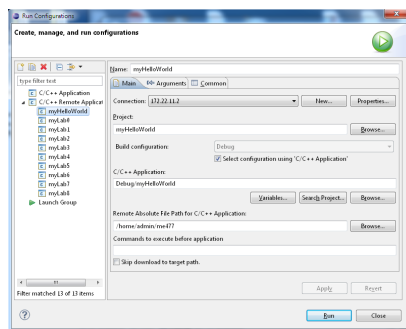 Run Configurations
Create, manage, and run configurations
type filter text
C/C++ Application
C/C++ Remote Applicat
myHelloWorld
myLab0
myLab1
myLab2
myLab3
myLab4
myLab5
myLab6
myLab7
myLab8
Launch Group
Filter matched 13 of 13 items
Name: myHelloWorld
Main Arguments Common
Connection: 172.22.11.2 New... Properties...
Project:
myHelloWorld Browse...
Build configuration: Debug
Select configuration using 'C/C++ Application'
C/C++ Application:
Debug/myHelloWorld
Variables... Search Project... Browse...
Remote Absolute File Path for C/C++ Application:
/home/admin/me477 Browse...
Commands to execute before application
Skip download to target path.
Apply Revert
Run Close